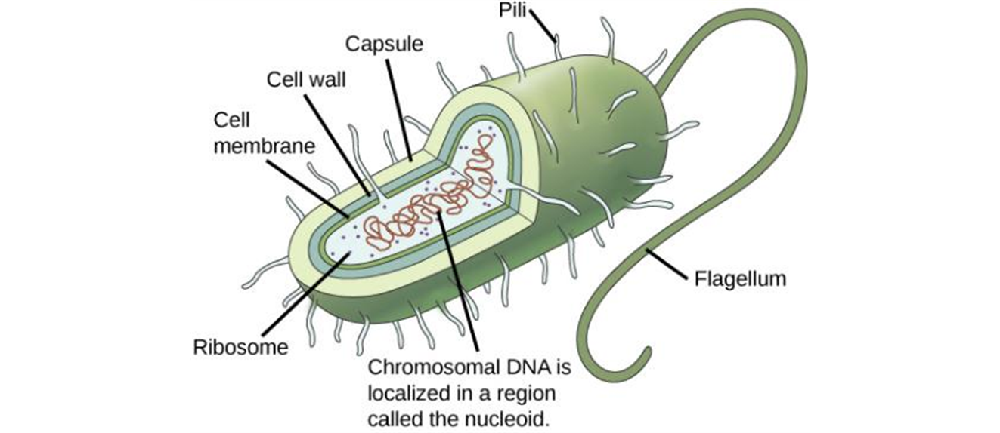 Pili
Capsule
Cell wall
Cell
membrane
Flagellum
Ribosome
Chromosomal DNA is
localized in a region
called the nucleoid.